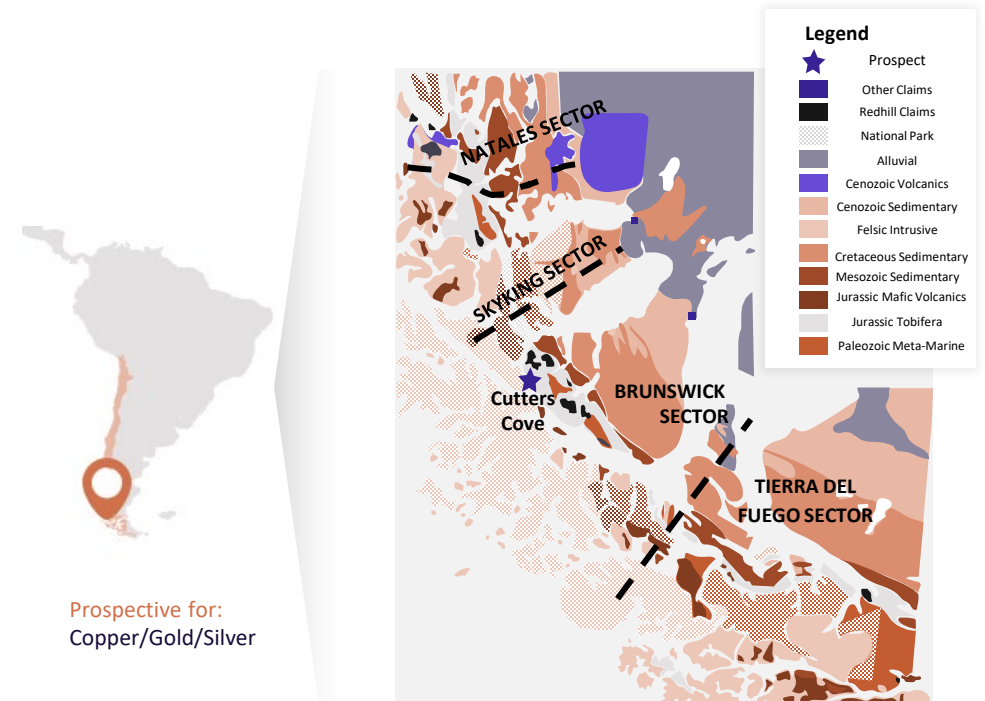 Legend
Prospect
Other Claims
Redhill Claims
National Park
Alluvial
Cenozoic Volcanics
Cenozoic Sedimentary
Felsic Intrusive
Cretaceous Sedimentary
Mesozoic Sedimentary
Jurassic Mafic Volcanics
Jurassic Tobifera
Paleozoic Meta-Marine
NATALES SECTOR
SKYKING SECTOR
Cutters
Cove
BRUNSWICK
SECTOR
TIERRA DEL
FUEGO SECTOR
Prospective for:
Copper/Gold/Silver